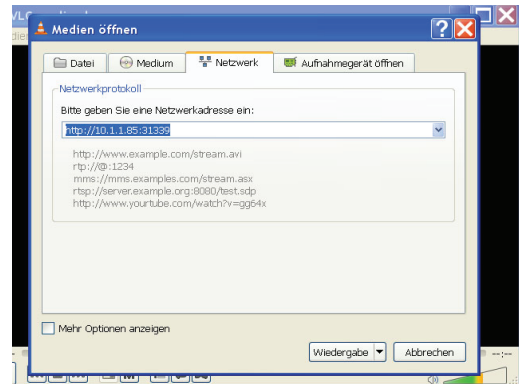 Medien öffnen
Datei
Medium
Netzwerk
Aufnahmegerät öffnen
Netzwerkprotokoll
Bitte geben Sie eine Netzwerkadresse ein:
http://10.1.1.85:31339
http://www.example.com/stream.avi
rtp://@:1234
mms://mms.examples.com/stream.asx
rtsp://server.example.org:8080/test.sdp
http://www.yourtube.com/watch?v=gg64x
Mehr Optionen anzeigen
Wiedergabe
Abbrechen
--:--